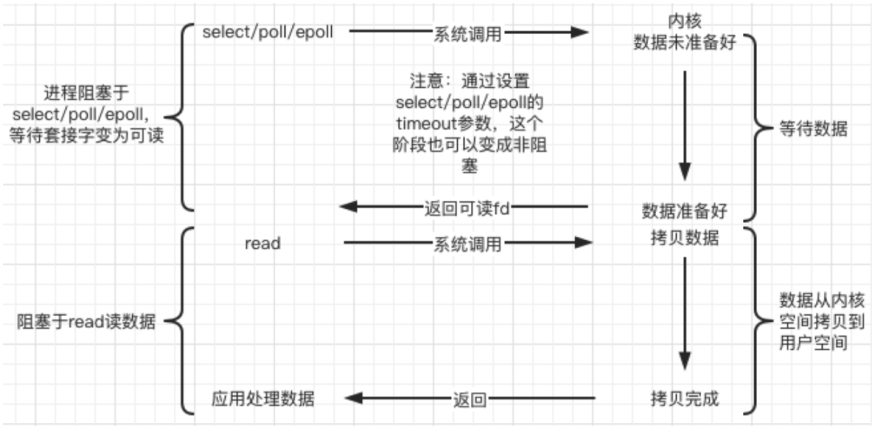 select/poll/epoll
系统调用
内核
数据未准备好
进程阻塞于
select/poll/epoll，
等待套接字变为可读
注意：通过设置
select/poll/epoll的
timeout参数，这个
阶段也可以变成非阻
塞
等待数据
返回可读fd
数据准备好
read
系统调用
拷贝数据
阻塞于read读数据
数据从内核
空间拷贝到
用户空间
应用处理数据
返回
拷贝完成